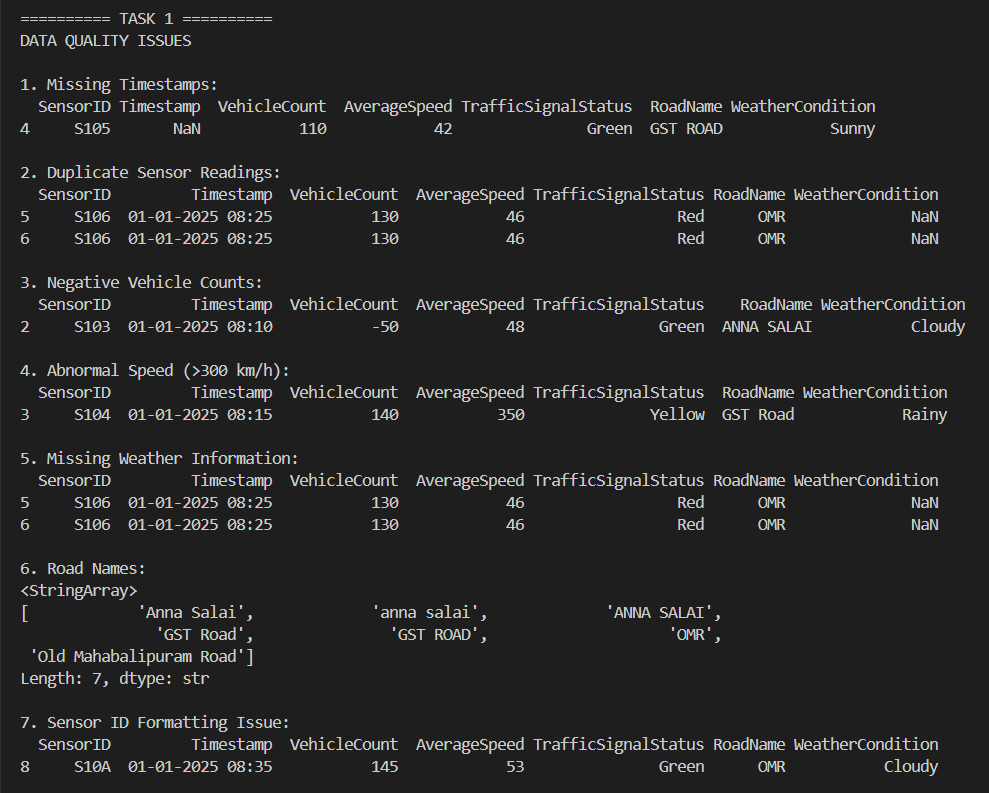 ========== TASK 1 ==========
DATA QUALITY ISSUES
1. Missing Timestamps:
SensorID Timestamp VehicleCount AverageSpeed TrafficSignalStatus RoadName WeatherCondition
4 S105 NaN 110 42 Green GST ROAD Sunny
2. Duplicate Sensor Readings:
SensorID Timestamp VehicleCount AverageSpeed TrafficSignalStatus RoadName WeatherCondition
5 S106 01-01-2025 08:25 130 46 Red OMR NaN
6 S106 01-01-2025 08:25 130 46 Red OMR NaN
3. Negative Vehicle Counts:
SensorID Timestamp VehicleCount AverageSpeed TrafficSignalStatus RoadName WeatherCondition
2 S103 01-01-2025 08:10 -50 48 Green ANNA SALAI Cloudy
4. Abnormal Speed (>300 km/h):
SensorID Timestamp VehicleCount AverageSpeed TrafficSignalStatus RoadName WeatherCondition
3 S104 01-01-2025 08:15 140 350 Yellow GST Road Rainy
5. Missing Weather Information:
SensorID Timestamp VehicleCount AverageSpeed TrafficSignalStatus RoadName WeatherCondition
5 S106 01-01-2025 08:25 130 46 Red OMR NaN
6 S106 01-01-2025 08:25 130 46 Red OMR NaN
6. Road Names:
<StringArray>
[ 'Anna Salai', 'anna salai', 'ANNA SALAI',
'GST Road', 'GST ROAD', 'OMR',
'Old Mahabalipuram Road']
Length: 7, dtype: str
7. Sensor ID Formatting Issue:
SensorID Timestamp VehicleCount AverageSpeed TrafficSignalStatus RoadName WeatherCondition
8 S10A 01-01-2025 08:35 145 53 Green OMR Cloudy